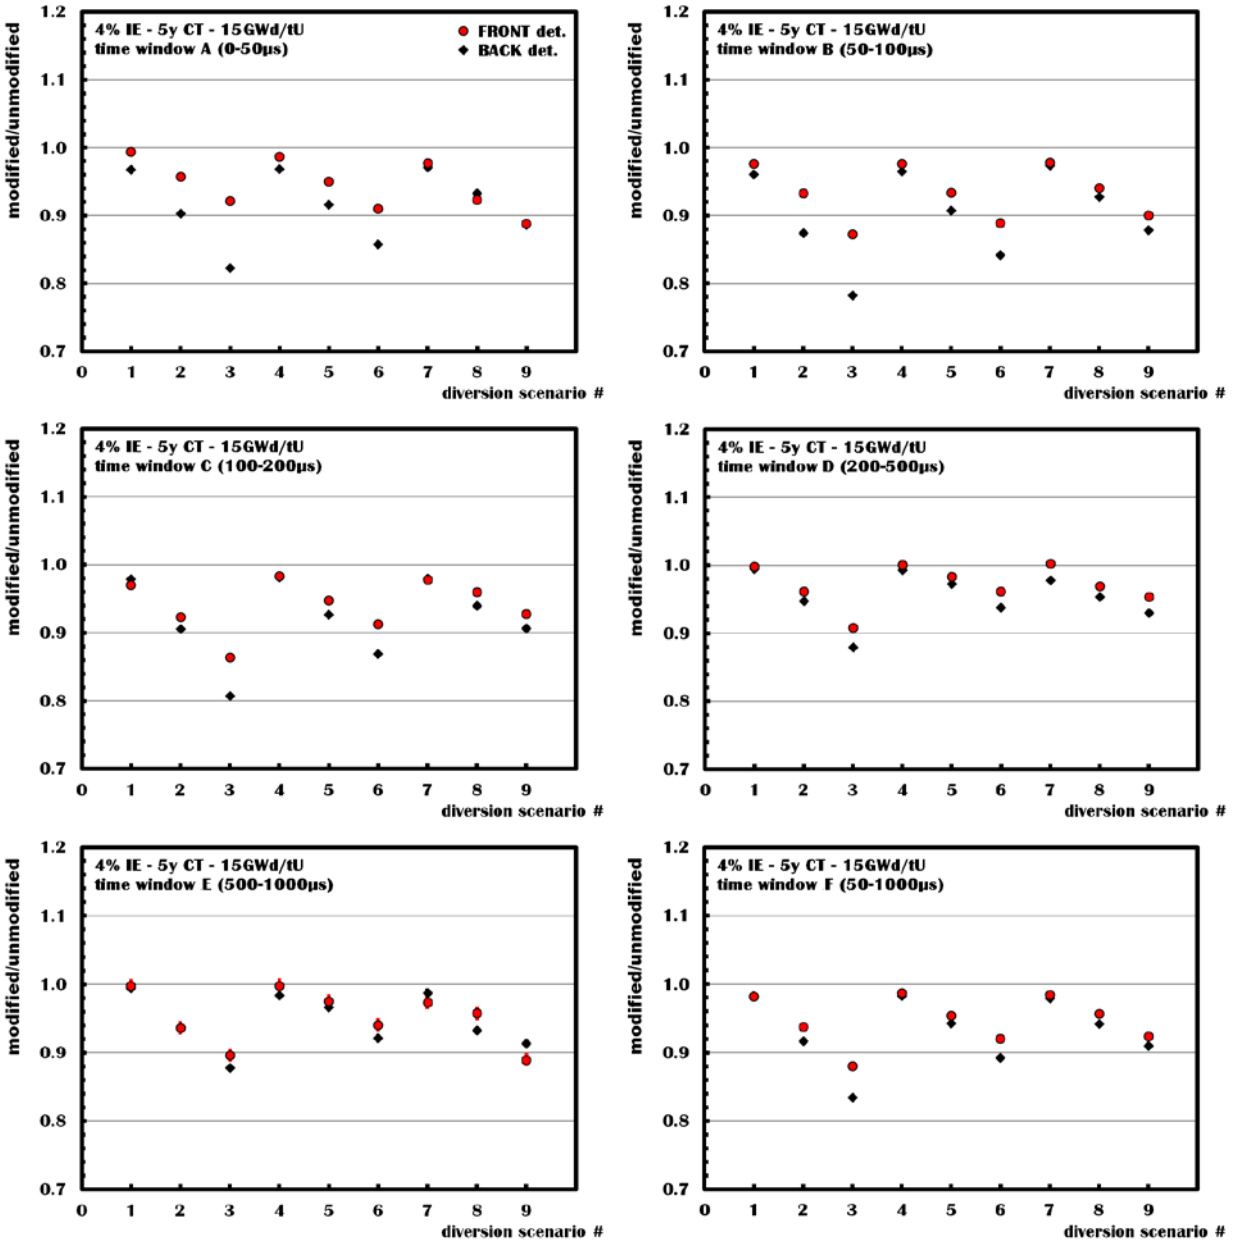 4% IE - 5y CT - 15GWd/tU
time window A (0-50µs)
FRONT det.
BACK det.
modified/unmodified
1.2
1.1
1.0
0.9
0.8
0.7
0 1 2 3 4 5 6 7 8 9
diversion scenario #
4% IE - 5y CT - 15GWd/tU
time window B (50-100µs)
modified/unmodified
1.2
1.1
1.0
0.9
0.8
0.7
0 1 2 3 4 5 6 7 8 9
diversion scenario #
4% IE - 5y CT - 15GWd/tU
time window C (100-200µs)
modified/unmodified
1.2
1.1
1.0
0.9
0.8
0.7
0 1 2 3 4 5 6 7 8 9
diversion scenario #
4% IE - 5y CT - 15GWd/tU
time window D (200-500µs)
modified/unmodified
1.2
1.1
1.0
0.9
0.8
0.7
0 1 2 3 4 5 6 7 8 9
diversion scenario #
4% IE - 5y CT - 15GWd/tU
time window E (500-1000µs)
modified/unmodified
1.2
1.1
1.0
0.9
0.8
0.7
0 1 2 3 4 5 6 7 8 9
diversion scenario #
4% IE - 5y CT - 15GWd/tU
time window F (50-1000µs)
modified/unmodified
1.2
1.1
1.0
0.9
0.8
0.7
0 1 2 3 4 5 6 7 8 9
diversion scenario #